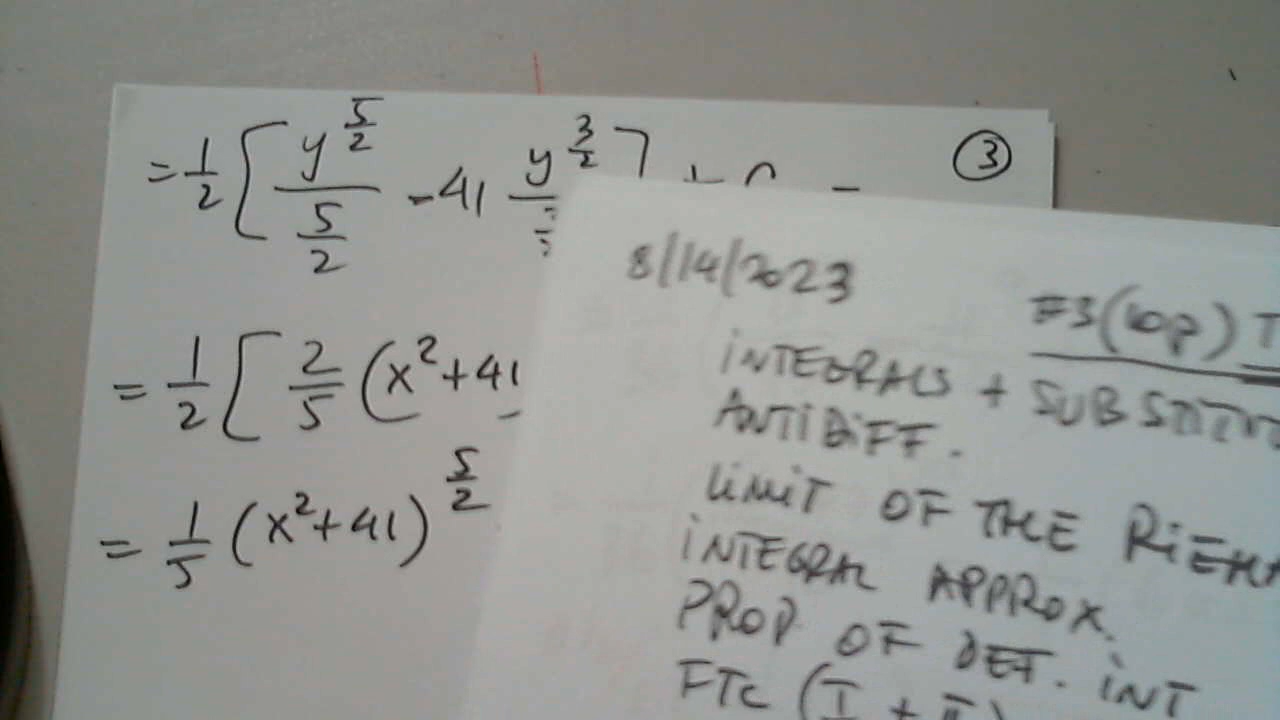 ③
= 1/2 [ y^(5/2) / (5/2) - 41 y^(3/2) ] +
= 1/2 [ 2/5 (x²+41
= 1/5 (x²+41)^(5/2)
8/14/2023
INTEGRALS + SUBSTITU
ANTIDIFF.
LIMIT OF THE RIEMA
INTEGRAL APPROX.
PROP OF DEF. INT
FTC (I + II)